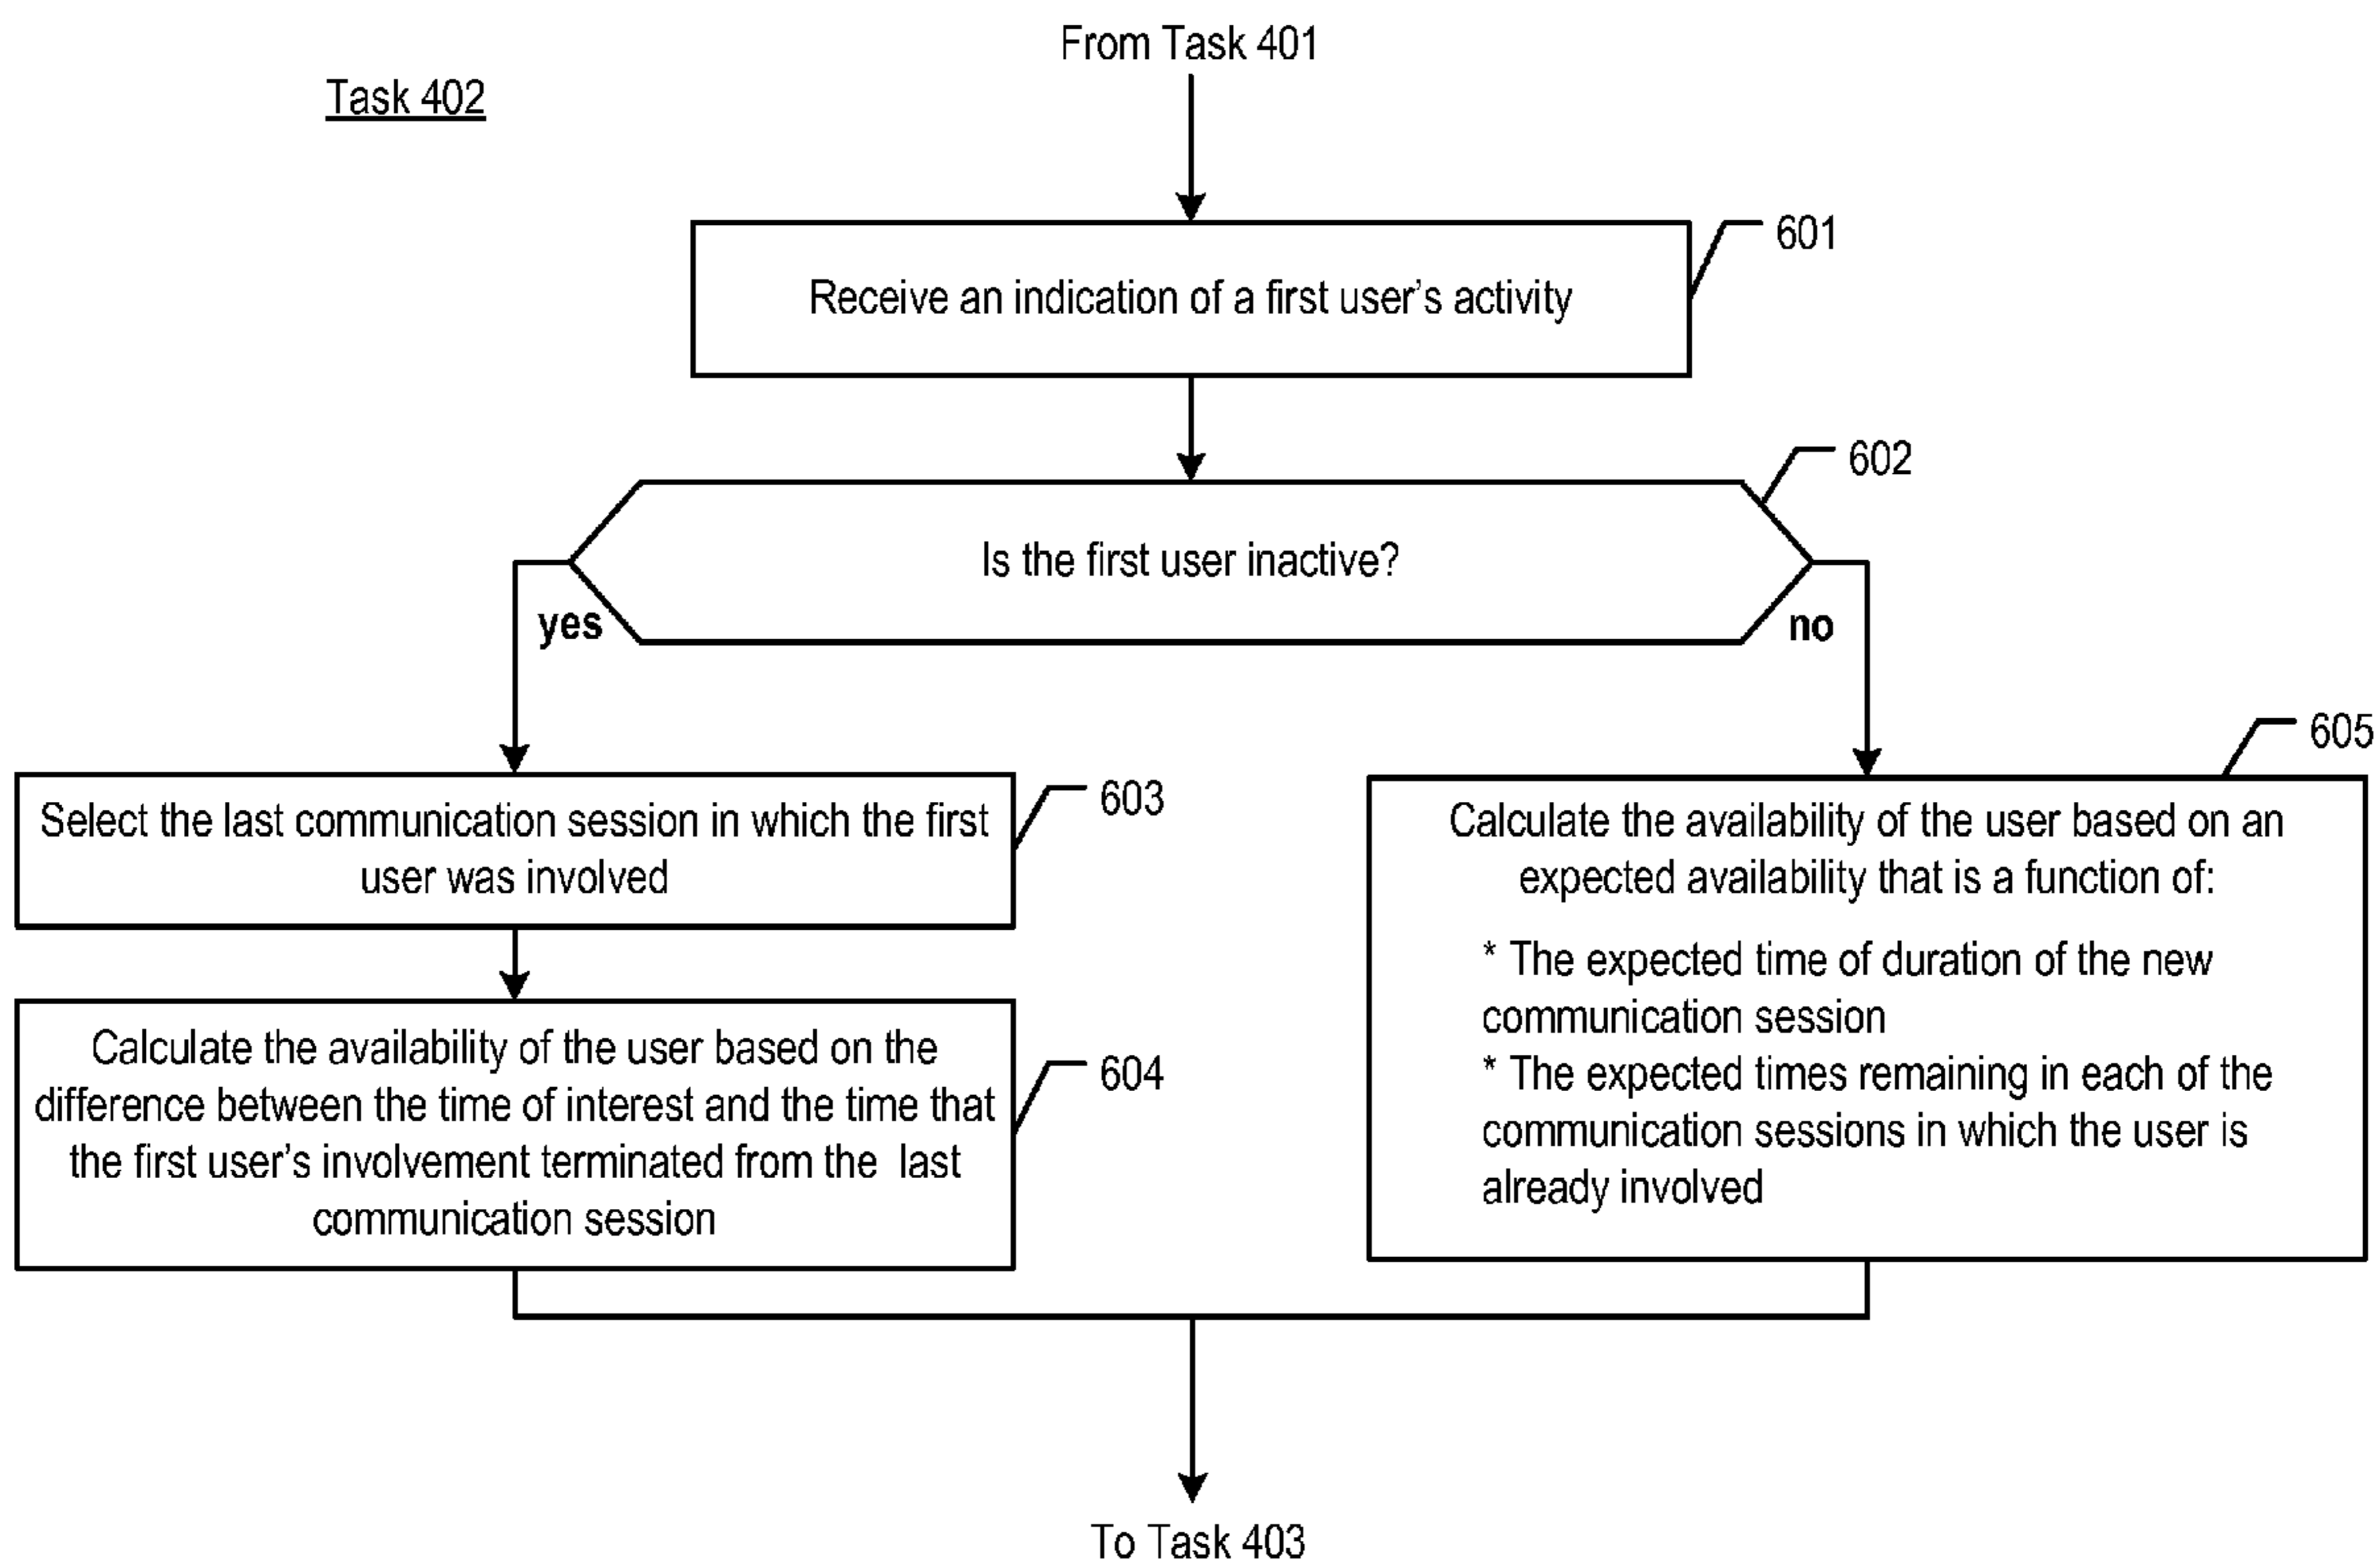 From Task 401
Task 402
601
Receive an indication of a first user's activity
602
Is the first user inactive?
yes
no
603
Select the last communication session in which the first
user was involved
604
Calculate the availability of the user based on the
difference between the time of interest and the time that
the first user's involvement terminated from the last
communication session
605
Calculate the availability of the user based on an
expected availability that is a function of:
* The expected time of duration of the new
communication session
* The expected times remaining in each of the
communication sessions in which the user is
already involved
To Task 403